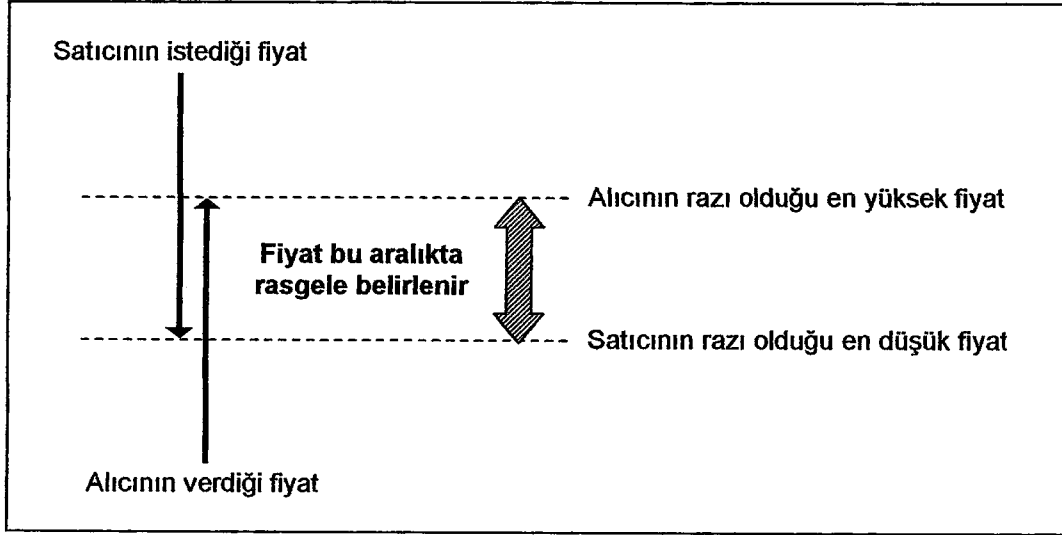 Satıcının istediği fiyat
Alıcının razı olduğu en yüksek fiyat
Fiyat bu aralıkta
rasgele belirlenir
Satıcının razı olduğu en düşük fiyat
Alıcının verdiği fiyat